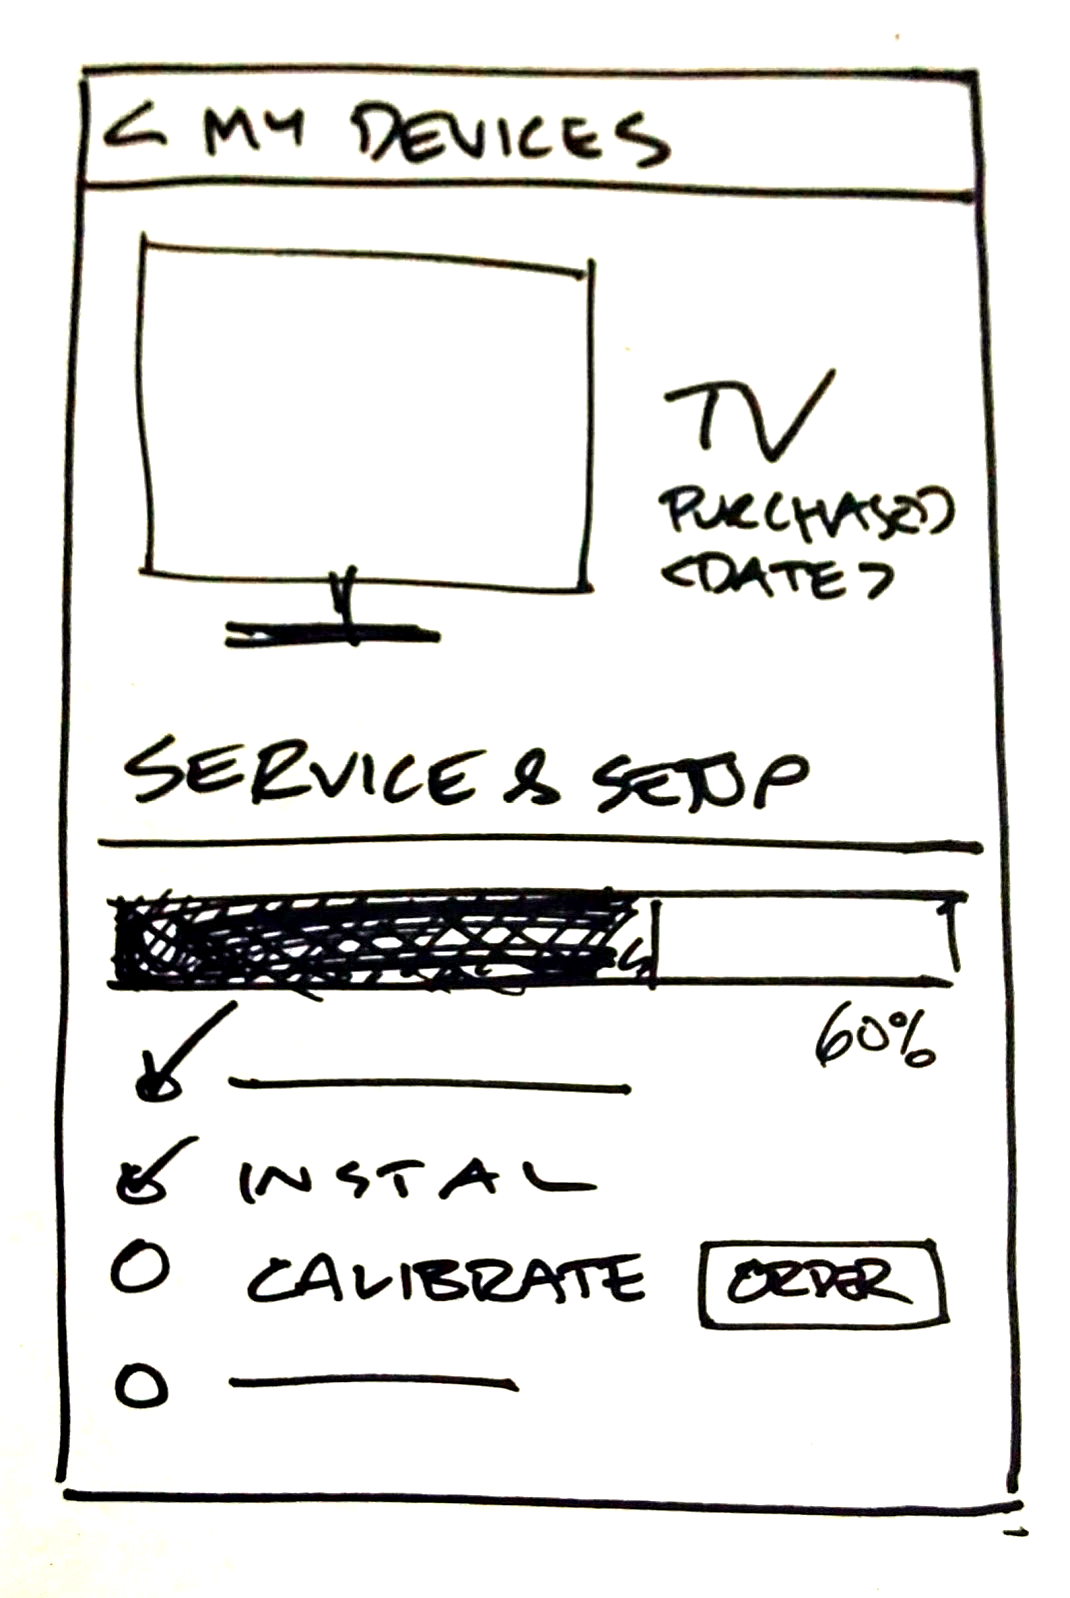 < MY DEVICES
TV
PURCHASED
<DATE>
SERVICE & SETUP
60%
INSTAL
CALIBRATE ORDER